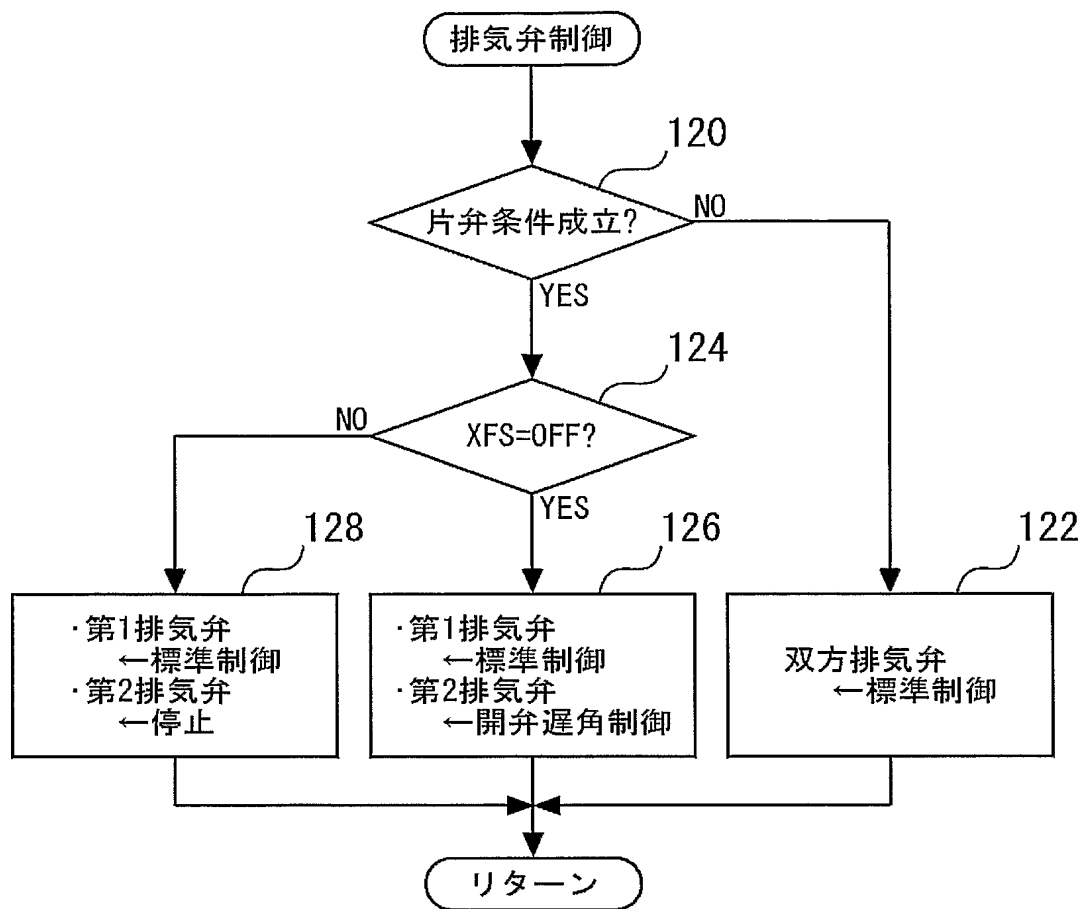 排気弁制御
120
片弁条件成立?
NO
YES
124
NO
XFS=OFF?
YES
128
126
122
・第1排気弁
←標準制御
・第2排気弁
←停止
・第1排気弁
←標準制御
・第2排気弁
←開弁遅角制御
双方排気弁
←標準制御
リターン